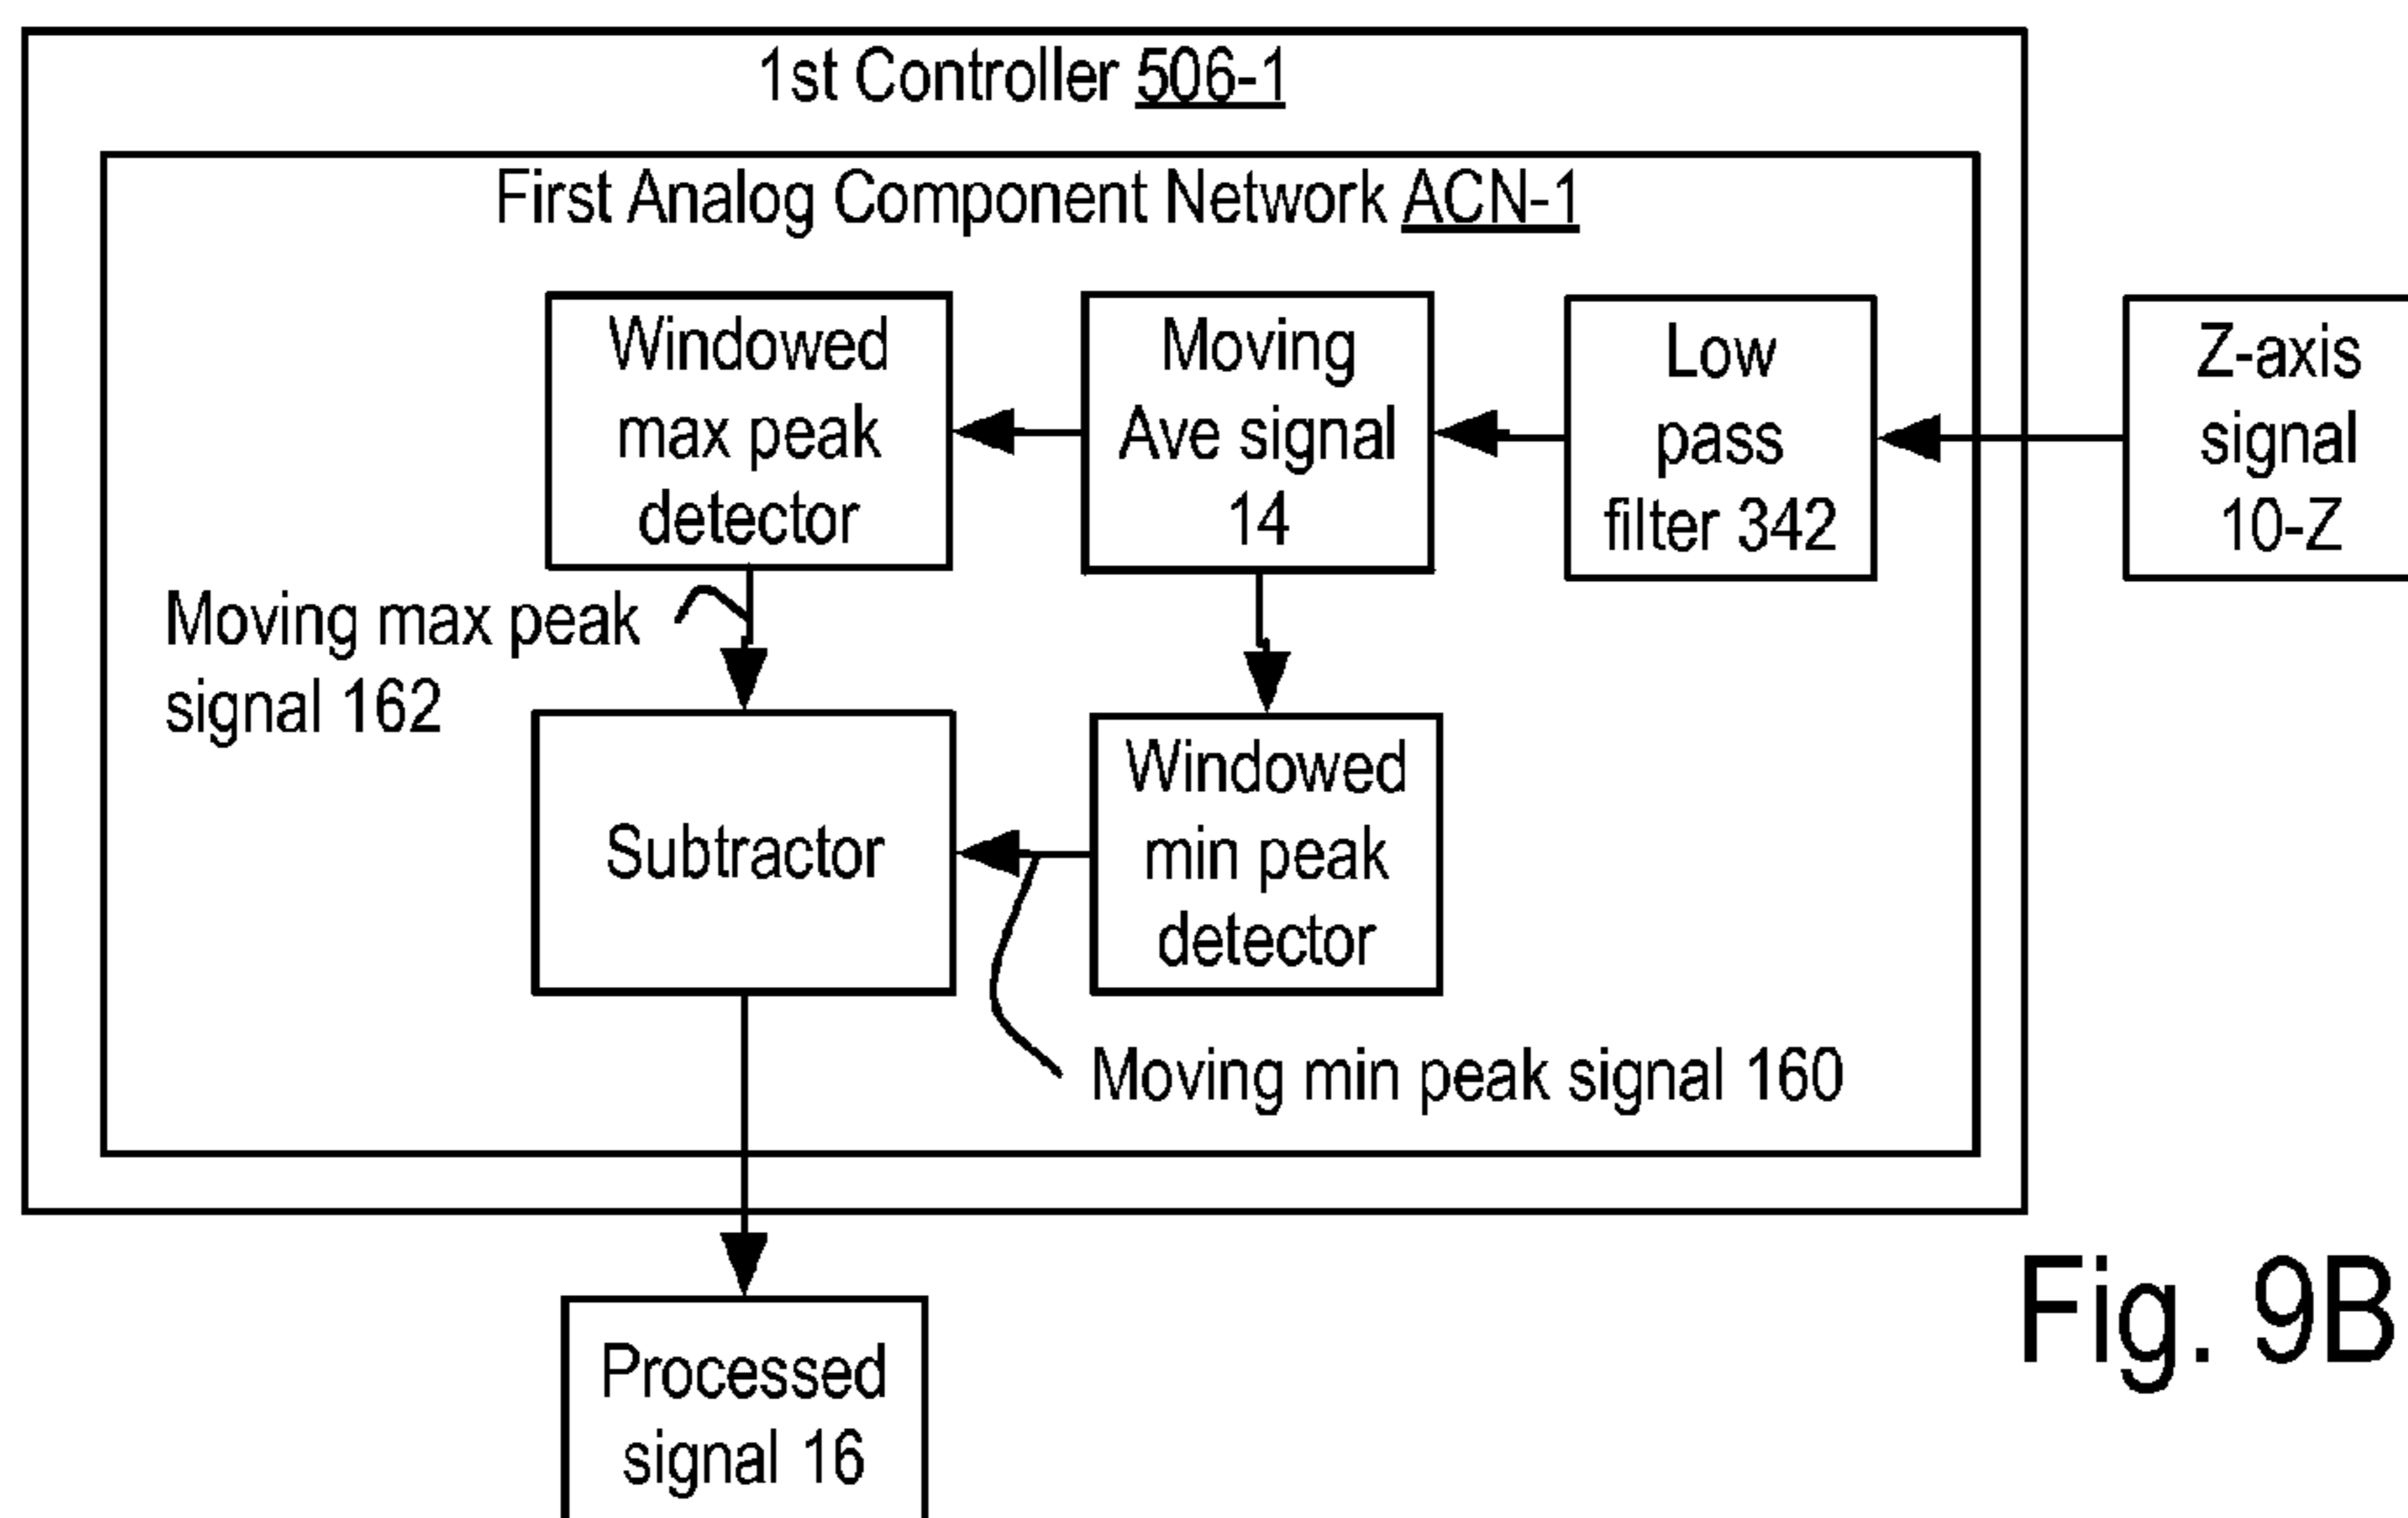 1st Controller 506-1
First Analog Component Network ACN-1
Windowed
max peak
detector
Moving
Ave signal
14
Low
pass
filter 342
Z-axis
signal
10-Z
Moving max peak
signal 162
Subtractor
Windowed
min peak
detector
Moving min peak signal 160
Processed
signal 16
Fig. 9B